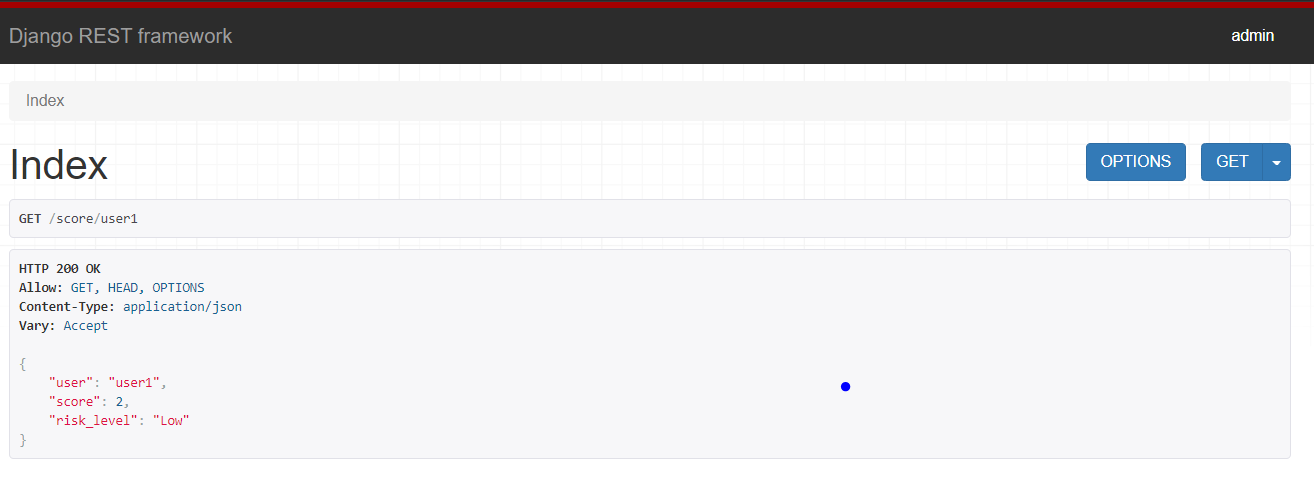 Django REST framework
admin
Index
Index
OPTIONS
GET
GET /score/user1
HTTP 200 OK
Allow: GET, HEAD, OPTIONS
Content-Type: application/json
Vary: Accept
{
    "user": "user1",
    "score": 2,
    "risk_level": "Low"
}